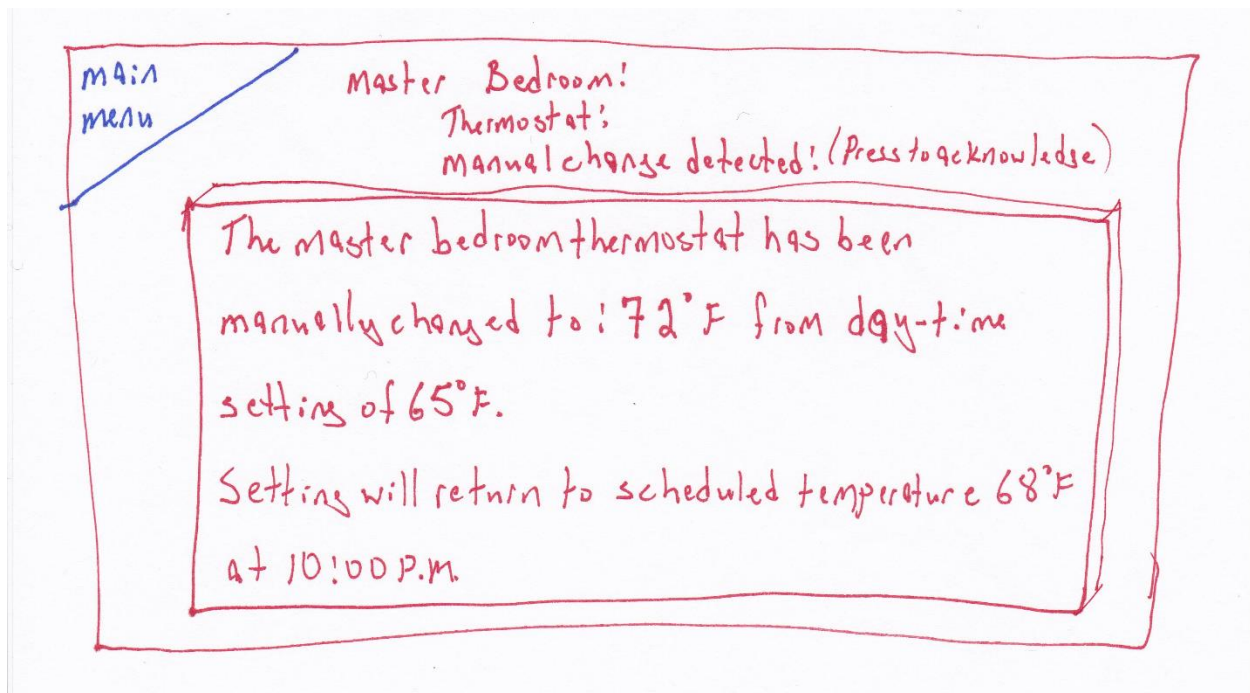 main
menu
Master Bedroom:
Thermostat:
manual change detected: (Press to acknowledge)
The master bedroom thermostat has been
manually changed to: 72°F from day-time
setting of 65°F.
Setting will return to scheduled temperature 68°F
at 10:00 P.M.